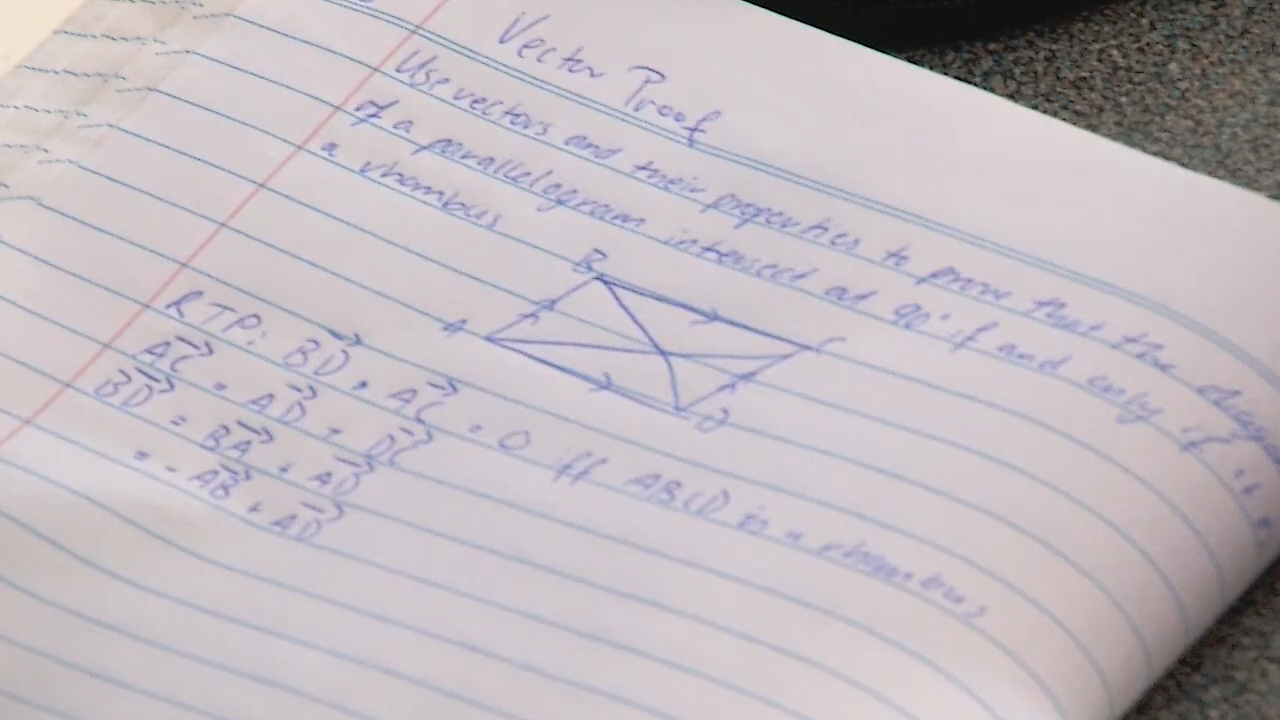 Vector Proof
Use vectors and their properties to prove that the
of a parallelogram intersect at 90° if and only if it
a rhombus
B
A
C
D
RTP: BD • AC = 0 iff ABCD is a rhombus
AC = AD + DC
BD = BA + AD
= - AB + AD